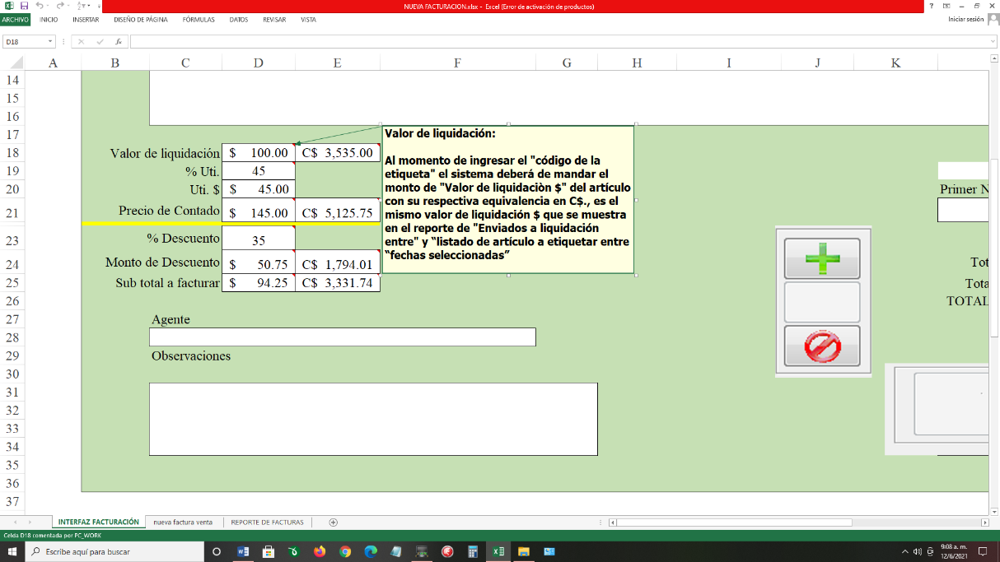 NUEVA FACTURACION.xlsx - Excel (Error de activación de productos)
ARCHIVO INICIO INSERTAR DISEÑO DE PÁGINA FÓRMULAS DATOS REVISAR VISTA Iniciar sesión
D18
A B C D E F G H I J K
14
15
16
17
18 Valor de liquidación $ 100.00 C$ 3,535.00
19 % Uti. 45
20 Uti. $ $ 45.00 Primer N
21 Precio de Contado $ 145.00 C$ 5,125.75
23 % Descuento 35
24 Monto de Descuento $ 50.75 C$ 1,794.01 Tot
25 Sub total a facturar $ 94.25 C$ 3,331.74 Tota
26 TOTAL
27 Agente
28
29 Observaciones
30
31
32
33
34
35
36
37
Valor de liquidación:
Al momento de ingresar el "código de la
etiqueta" el sistema deberá de mandar el
monto de "Valor de liquidaciòn $" del artículo
con su respectiva equivalencia en C$., es el
mismo valor de liquidación $ que se muestra
en el reporte de "Enviados a liquidación
entre" y “listado de artículo a etiquetar entre
“fechas seleccionadas”
INTERFAZ FACTURACIÓN nueva factura venta REPORTE DE FACTURAS
Celda D18 comentada por PC_WORK
Escribe aquí para buscar
9:08 a. m.
12/6/2021